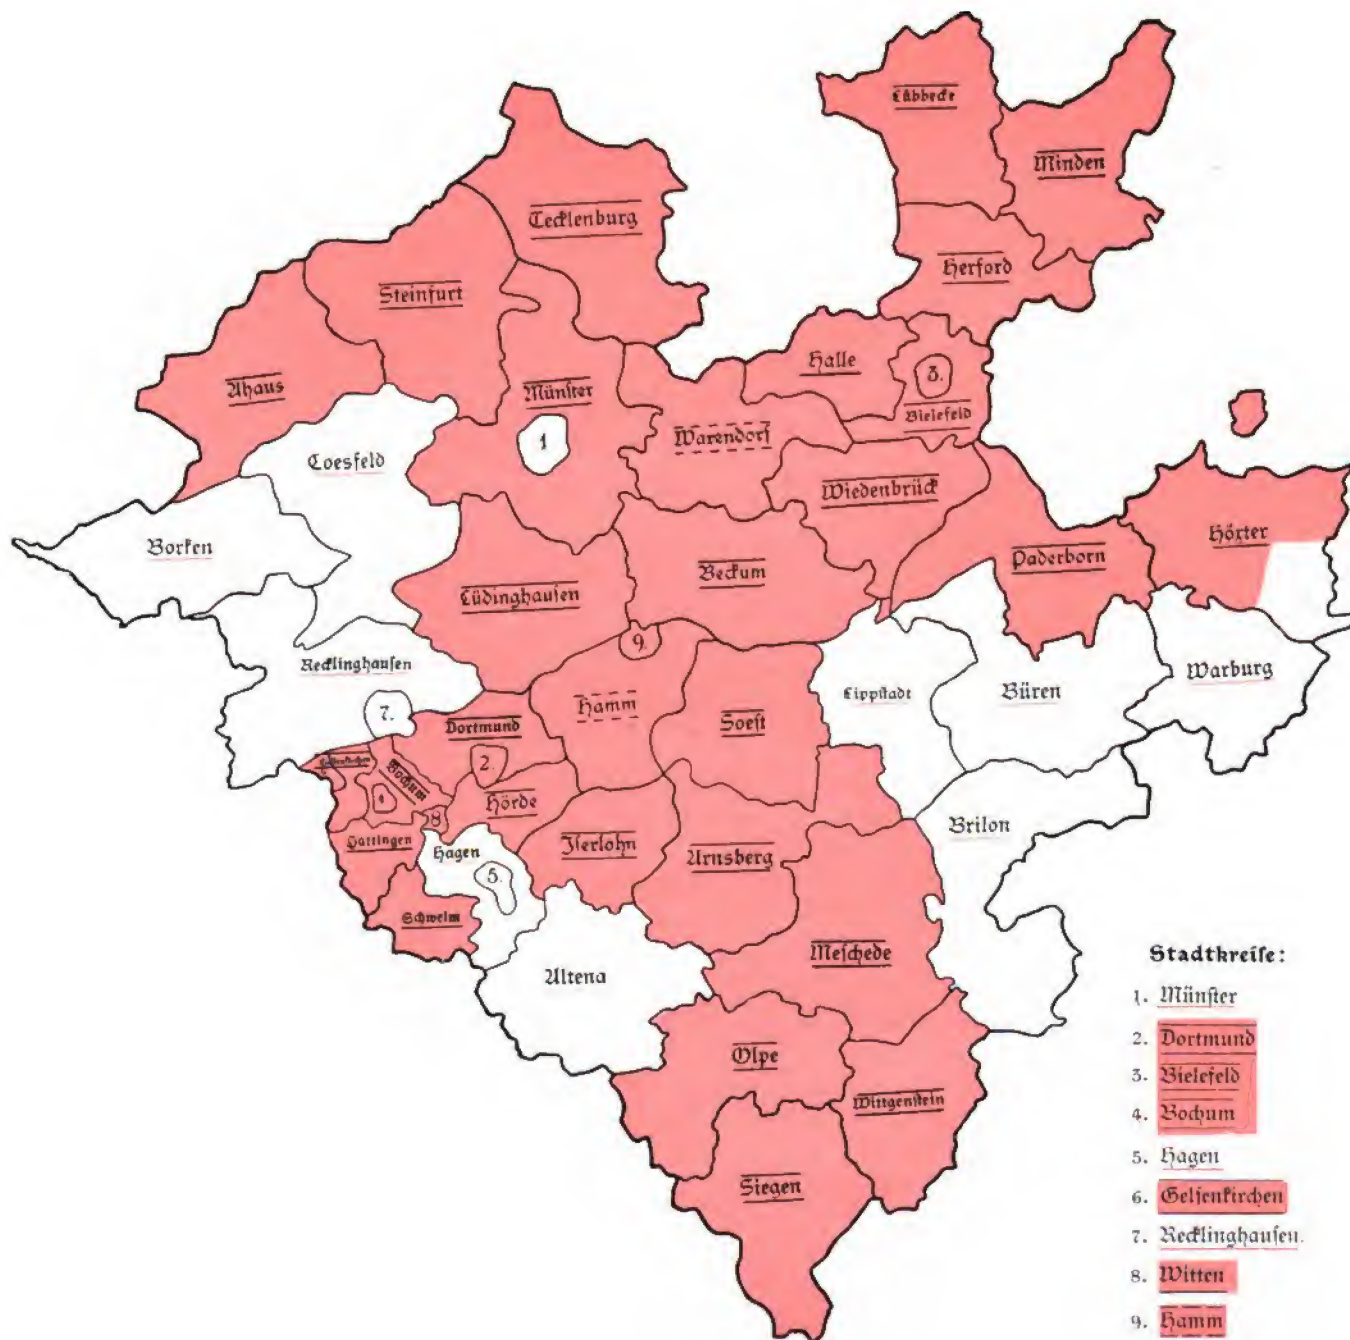 Lübbecke
Minden
Tecklenburg
Herford
Steinfurt
Halle
3.
Ahaus
Münster
Bielefeld
Warendorf
1
Coesfeld
Wiedenbrück
Höxter
Borken
Paderborn
Beckum
Lüdinghausen
9.
Recklinghausen
Warburg
Lippstadt
Büren
Hamm
7.
Soest
Dortmund
Gelsenkirchen
2.
Bochum
4.
Hörde
8
Brilon
Hattingen
Hagen
Iserlohn
Arnsberg
5.
Schwelm
Meschede
Altena
Olpe
Wittgenstein
Siegen
Stadtkreise:
1. Münster
2. Dortmund
3. Bielefeld
4. Bochum
5. Hagen
6. Gelsenkirchen
7. Recklinghausen.
8. Witten
9. Hamm